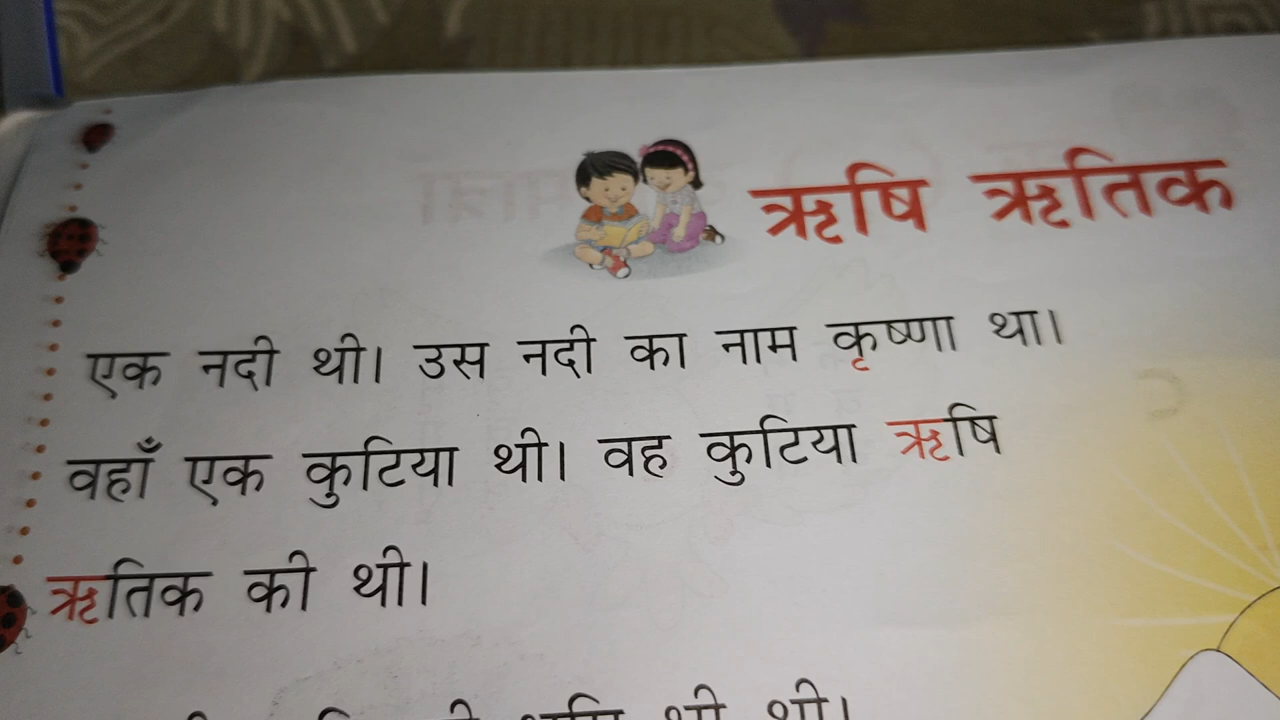 ऋषि ऋतिक
एक नदी थी। उस नदी का नाम कृष्णा था।
वहाँ एक कुटिया थी। वह कुटिया ऋषि
ऋतिक की थी।
थी थी।